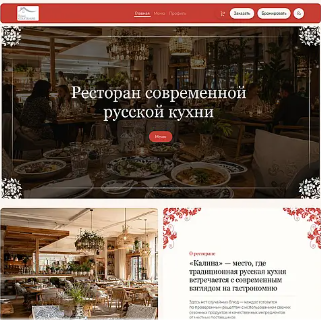 Главная Меню Профиль
Заказать
Бронировать
Ресторан современной
русской кухни
Меню
О ресторане
«Калина» — место, где
традиционная русская кухня
встречается с современным
взглядом на гастрономию